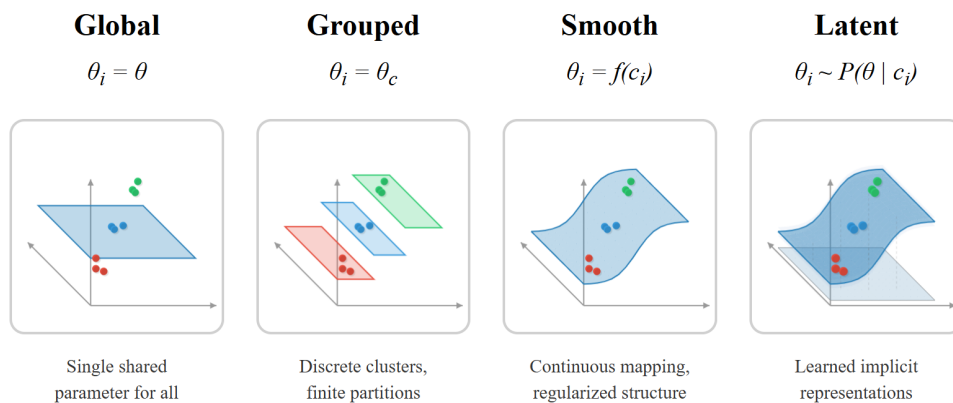 Global
θi = θ
Single shared
parameter for all
Grouped
θi = θc
Discrete clusters,
finite partitions
Smooth
θi = f(ci)
Continuous mapping,
regularized structure
Latent
θi ~ P(θ | ci)
Learned implicit
representations